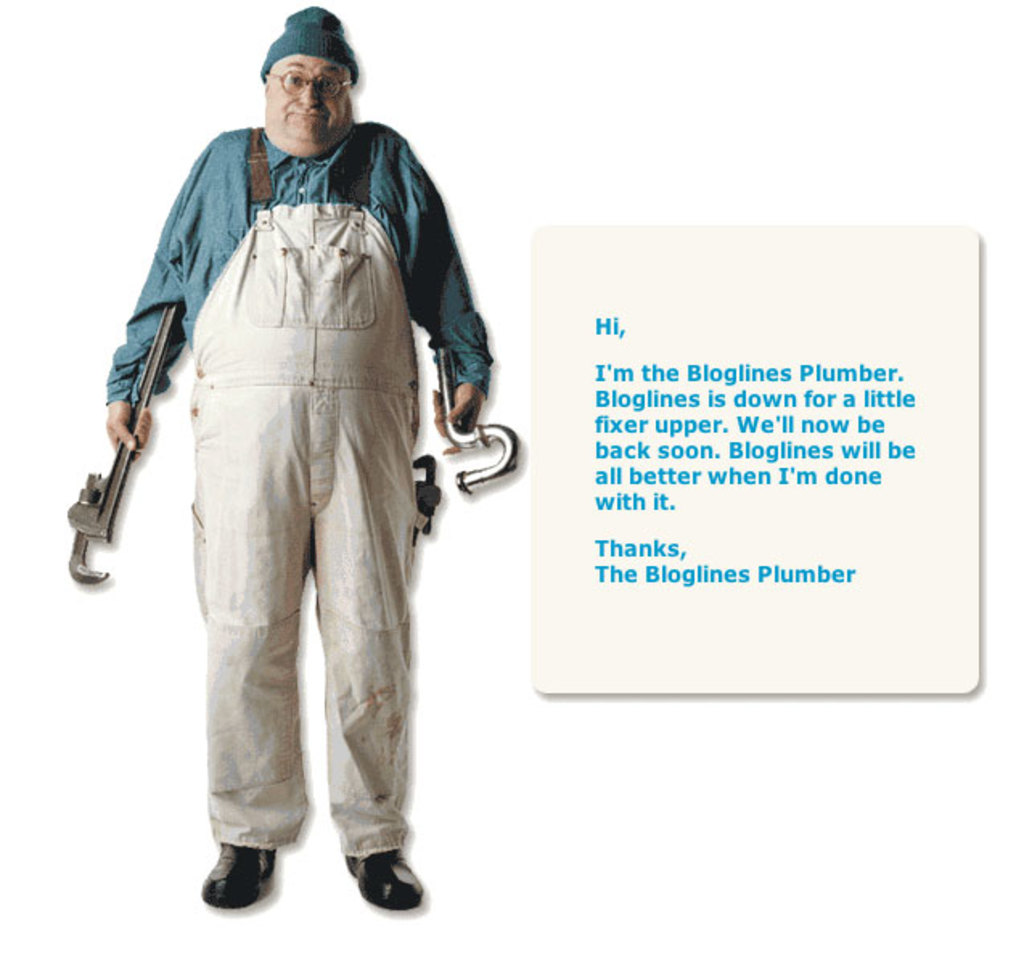 Hi,
I'm the Bloglines Plumber.
Bloglines is down for a little
fixer upper. We'll now be
back soon. Bloglines will be
all better when I'm done
with it.
Thanks,
The Bloglines Plumber